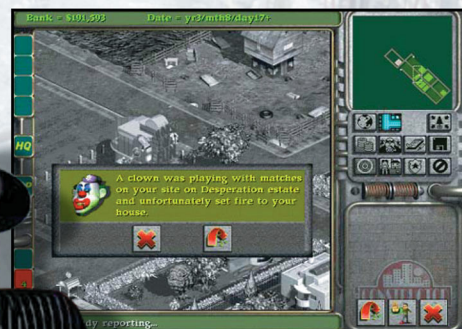 Bank = $191,593 Date = yr3/mth8/day17+
HQ
A clown was playing with matches
on your site on Desperation estate
and unfortunately set fire to your
house.
dy reporting...